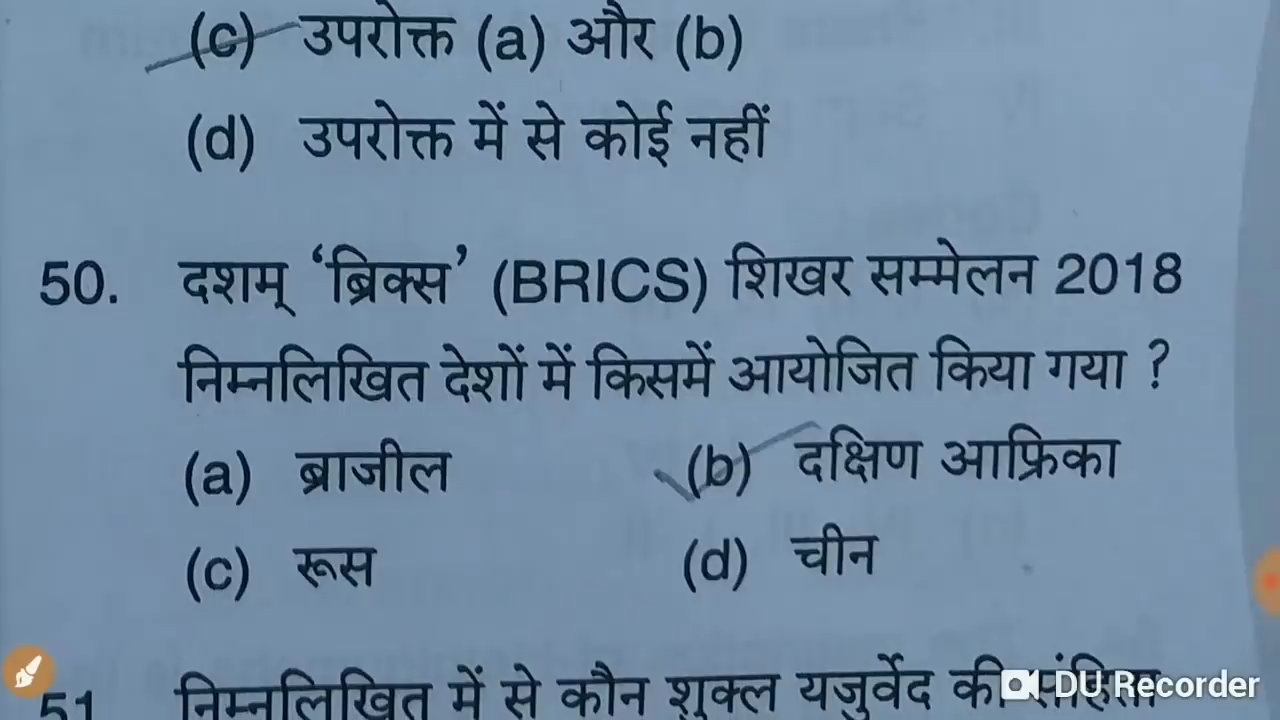 (c) उपरोक्त (a) और (b)
(d) उपरोक्त में से कोई नहीं
50. दशम् ‘ब्रिक्स’ (BRICS) शिखर सम्मेलन 2018
निम्नलिखित देशों में किसमें आयोजित किया गया ?
(a) ब्राजील (b) दक्षिण आफ्रिका
(c) रूस (d) चीन
51 निम्नलिखित में से कौन शुक्ल यजुर्वेद की संहिता
DU Recorder